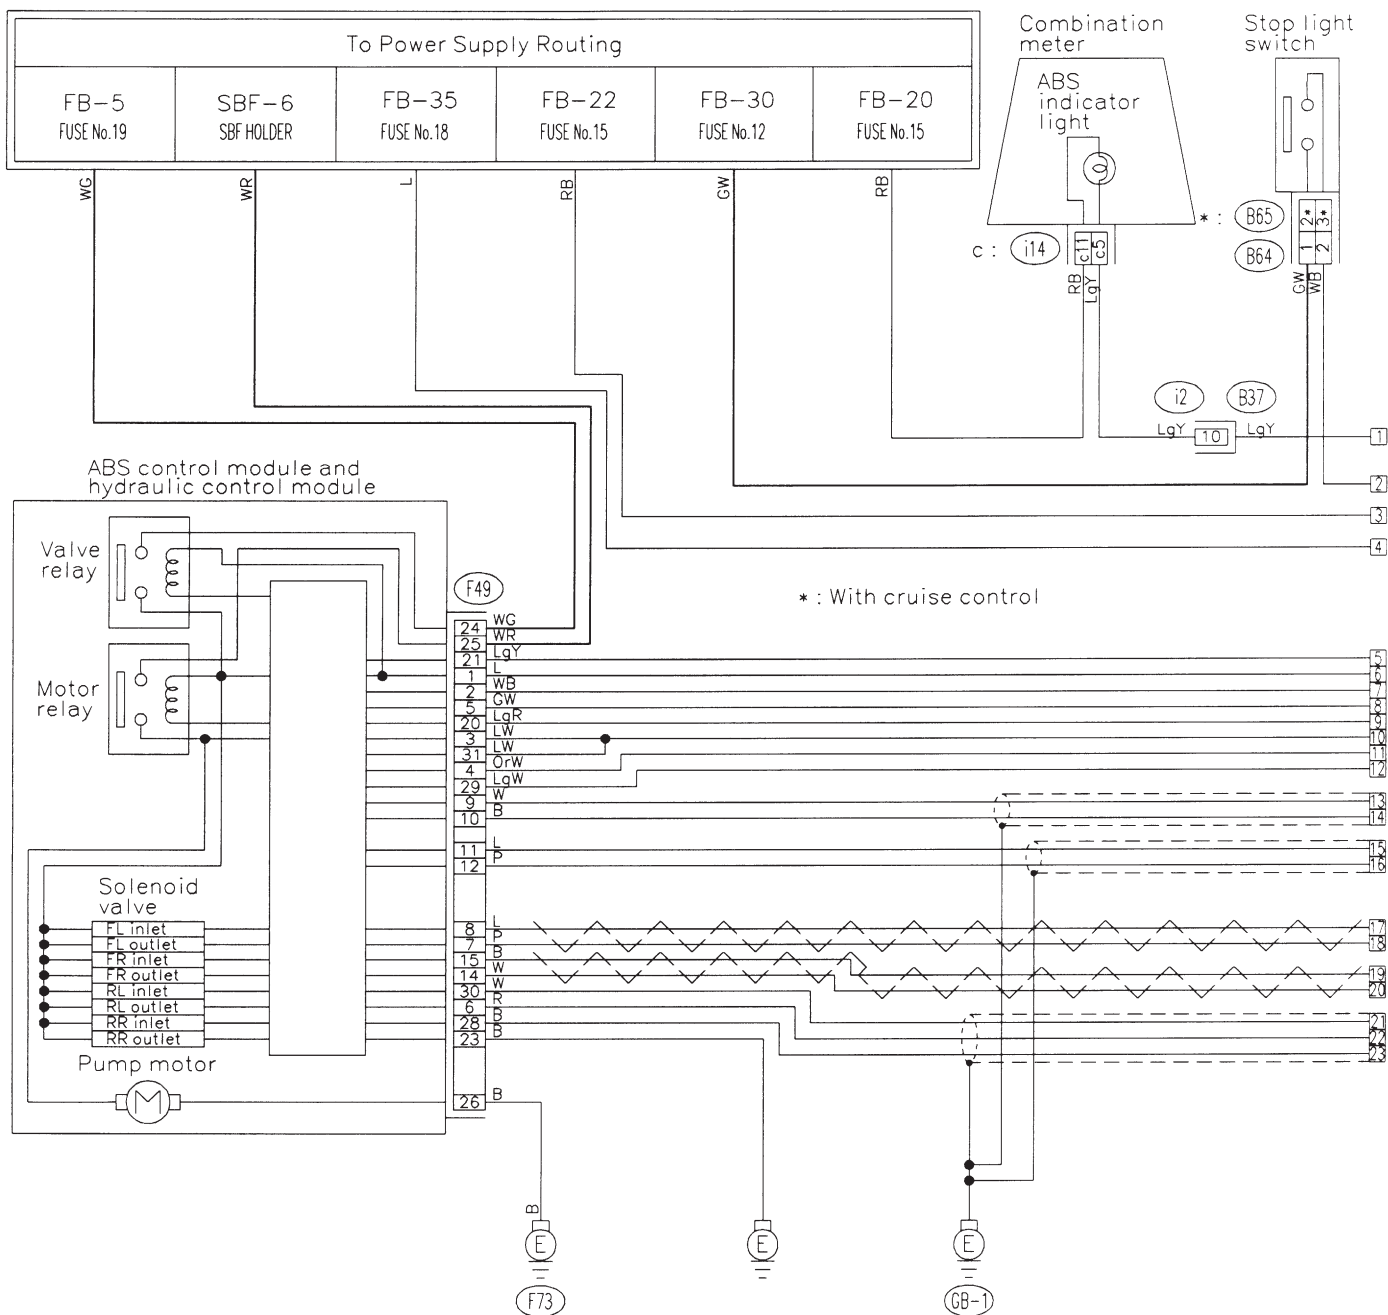 To Power Supply Routing
FB-5
FUSE No.19
SBF-6
SBF HOLDER
FB-35
FUSE No.18
FB-22
FUSE No.15
FB-30
FUSE No.12
FB-20
FUSE No.15
WG
WR
L
RB
GW
RB
Combination
meter
ABS
indicator
light
c : i14
c11
c5
RB
LgY
Stop light
switch
* : B65
B64
2*
3*
1
2
GW
WB
i2
B37
LgY
10
LgY
1
2
3
4
* : With cruise control
ABS control module and
hydraulic control module
Valve
relay
Motor
relay
F49
24 WG
25 WR
21 LgY 5
1 L 6
2 WB 7
5 GW 8
20 LgR 9
3 LW 10
31 LW 11
4 OrW 12
29 LgW
9 W 13
10 B 14
11 L 15
12 P 16
Solenoid
valve
FL inlet 8 L 17
FL outlet 7 P 18
FR inlet 15 B 19
FR outlet 14 W 20
RL inlet 30 W 21
RL outlet 6 R 22
RR inlet 28 B 23
RR outlet 23 B
Pump motor
M
26 B
B
E
E
E
F73
GB-1